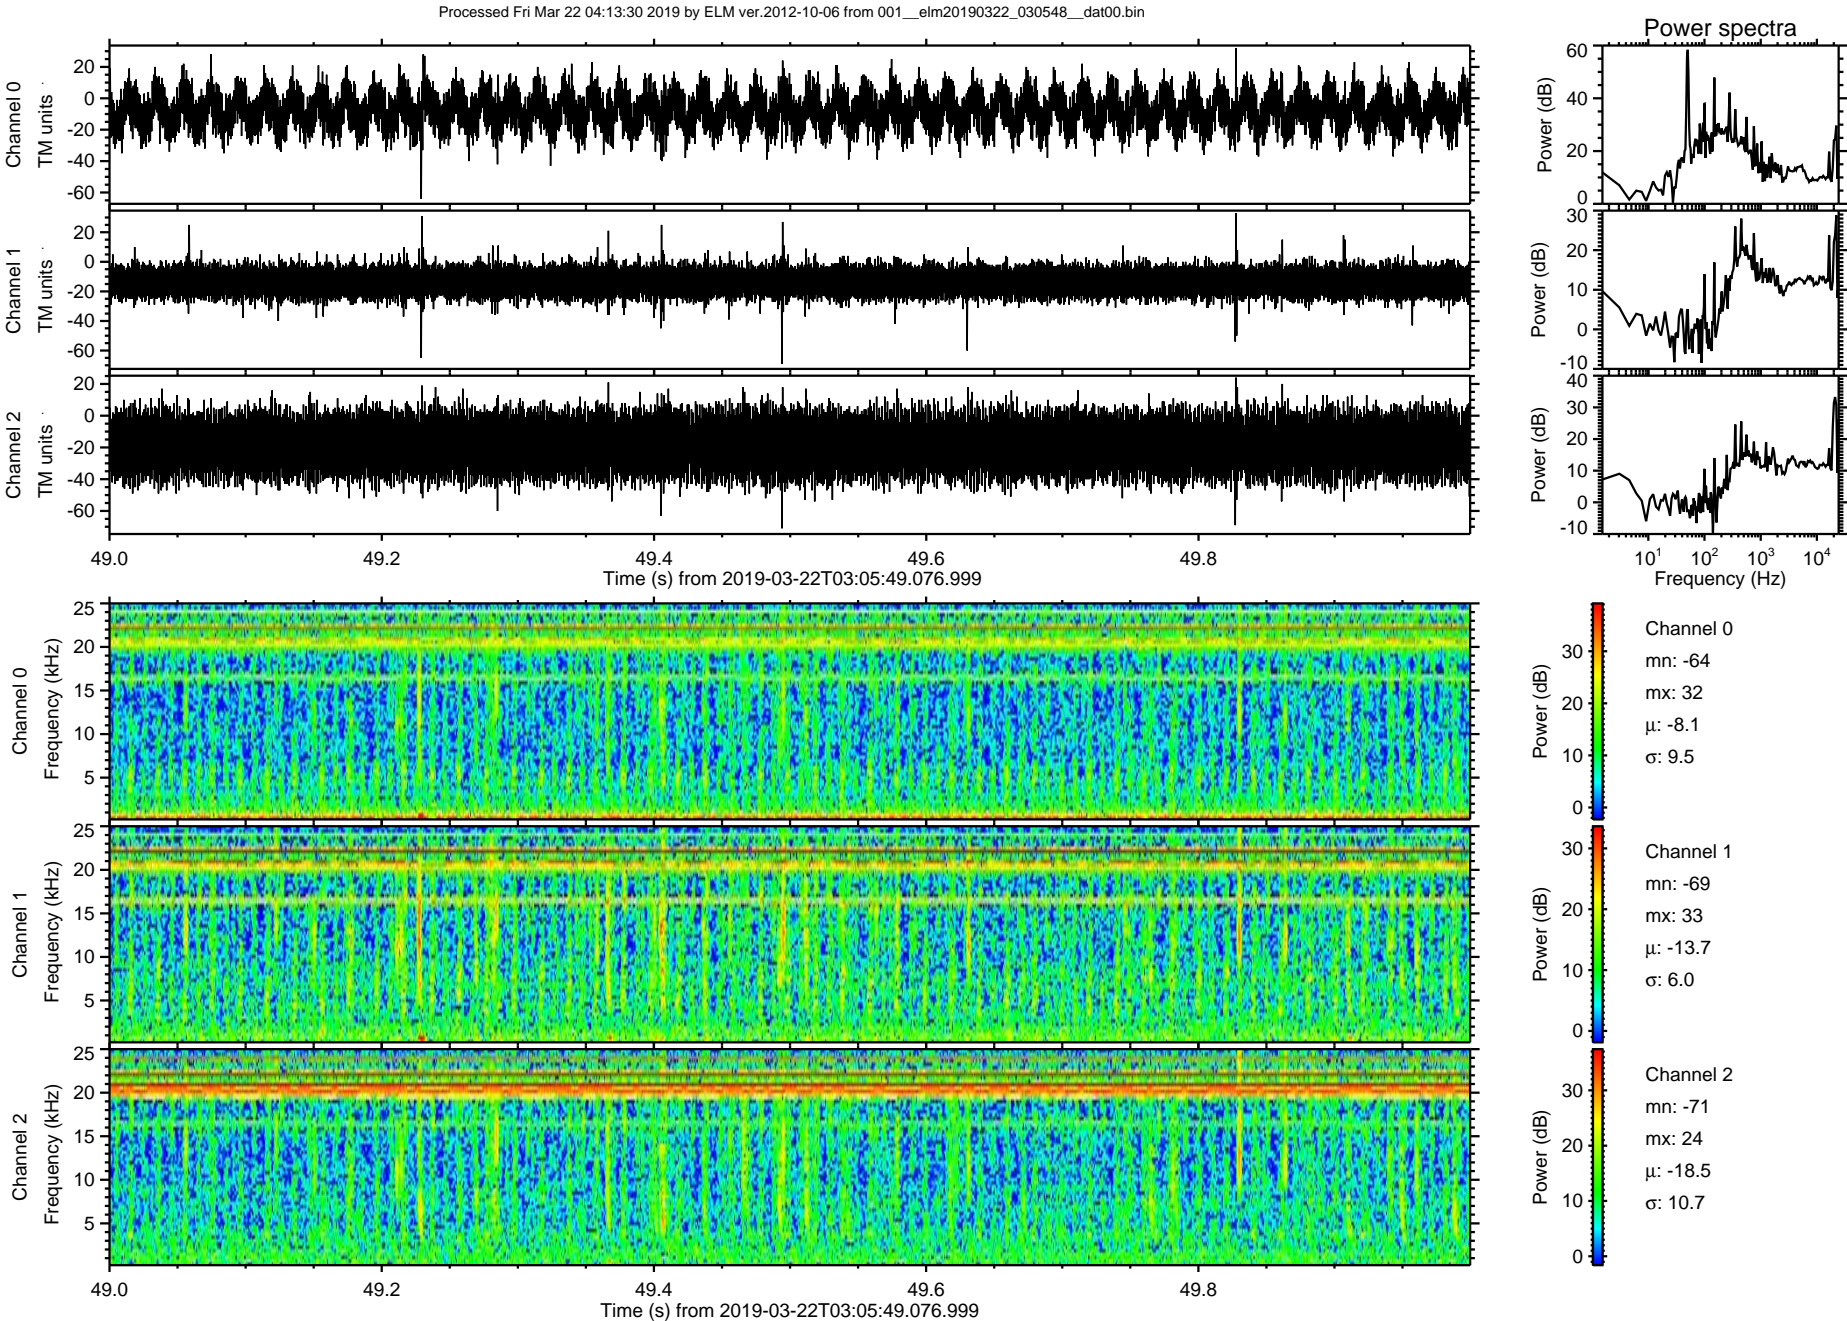 Processed Fri Mar 22 04:13:30 2019 by ELM ver.2012-10-06 from 001__elm20190322_030548__dat00.bin
Power spectra
Channel 0
TM units
20
0
-20
-40
-60
Power (dB)
60
40
20
0
Channel 1
TM units
20
0
-20
-40
-60
Power (dB)
30
20
10
0
-10
Channel 2
TM units
20
0
-20
-40
-60
Power (dB)
40
30
20
10
0
-10
49.0 49.2 49.4 49.6 49.8
Time (s) from 2019-03-22T03:05:49.076.999
10¹ 10² 10³ 10⁴
Frequency (Hz)
Channel 0
Frequency (kHz)
25
20
15
10
5
Power (dB)
30
20
10
0
Channel 0
mn: -64
mx: 32
μ: -8.1
σ: 9.5
Channel 1
Frequency (kHz)
25
20
15
10
5
Power (dB)
30
20
10
0
Channel 1
mn: -69
mx: 33
μ: -13.7
σ: 6.0
Channel 2
Frequency (kHz)
25
20
15
10
5
Power (dB)
30
20
10
0
Channel 2
mn: -71
mx: 24
μ: -18.5
σ: 10.7
49.0 49.2 49.4 49.6 49.8
Time (s) from 2019-03-22T03:05:49.076.999